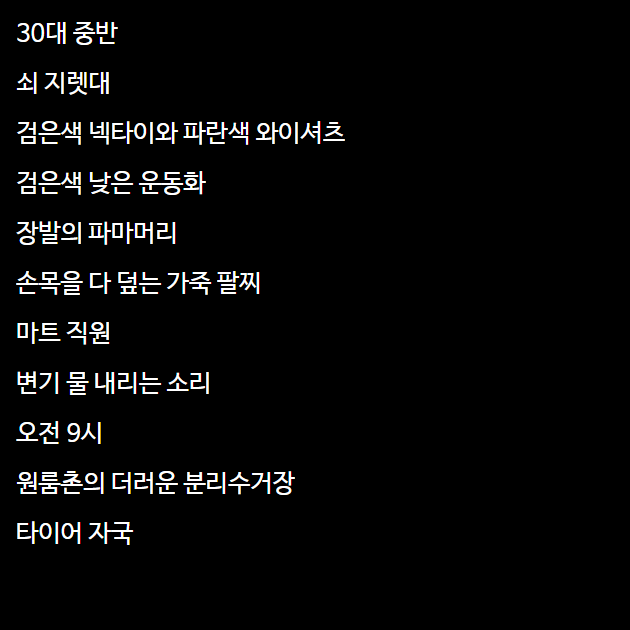 30대 중반
쇠 지렛대
검은색 넥타이와 파란색 와이셔츠
검은색 낮은 운동화
장발의 파마머리
손목을 다 덮는 가죽 팔찌
마트 직원
변기 물 내리는 소리
오전 9시
원룸촌의 더러운 분리수거장
타이어 자국